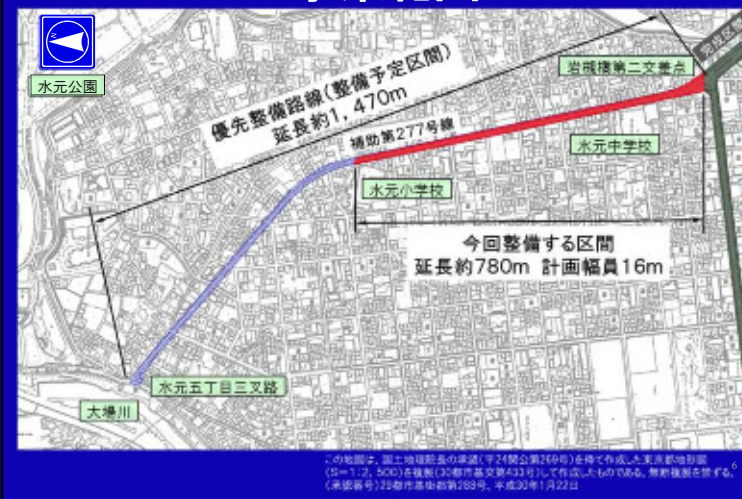 水元公園
優先整備路線(整備予定区間)
延長約1,470m
岩槻橋第二交差点
補助第277号線
水元中学校
水元小学校
今回整備する区間
延長約780m 計画幅員16m
水元五丁目三叉路
大場川
この地図は、国土地理院長の承認(平24関公第269号)を得て作成した東京都地形図
(S=1:2,500)を複製(30都市基交第433号)して作成したものである。無断複製を禁ずる。
(承認番号)29都市基街都第288号、平成30年1月22日
6